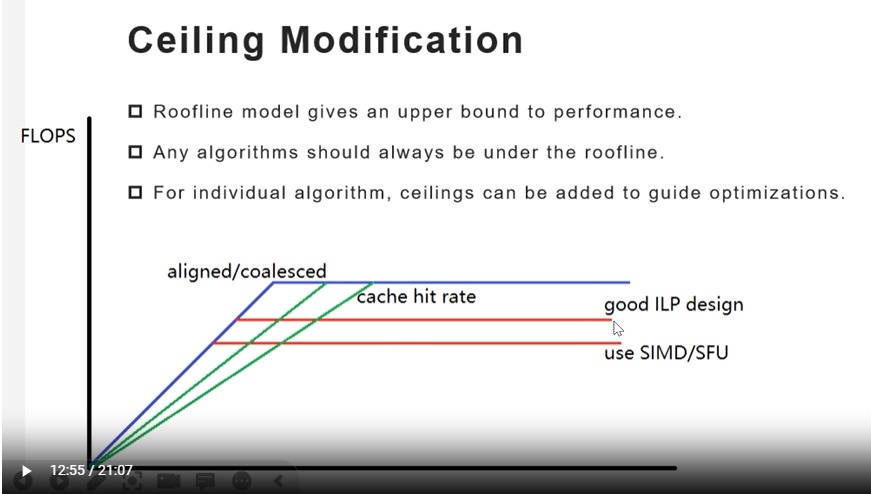 Ceiling Modification
Roofline model gives an upper bound to performance.
FLOPS
Any algorithms should always be under the roofline.
For individual algorithm, ceilings can be added to guide optimizations.
aligned/coalesced
cache hit rate
good ILP design
use SIMD/SFU
12:55 / 21:07